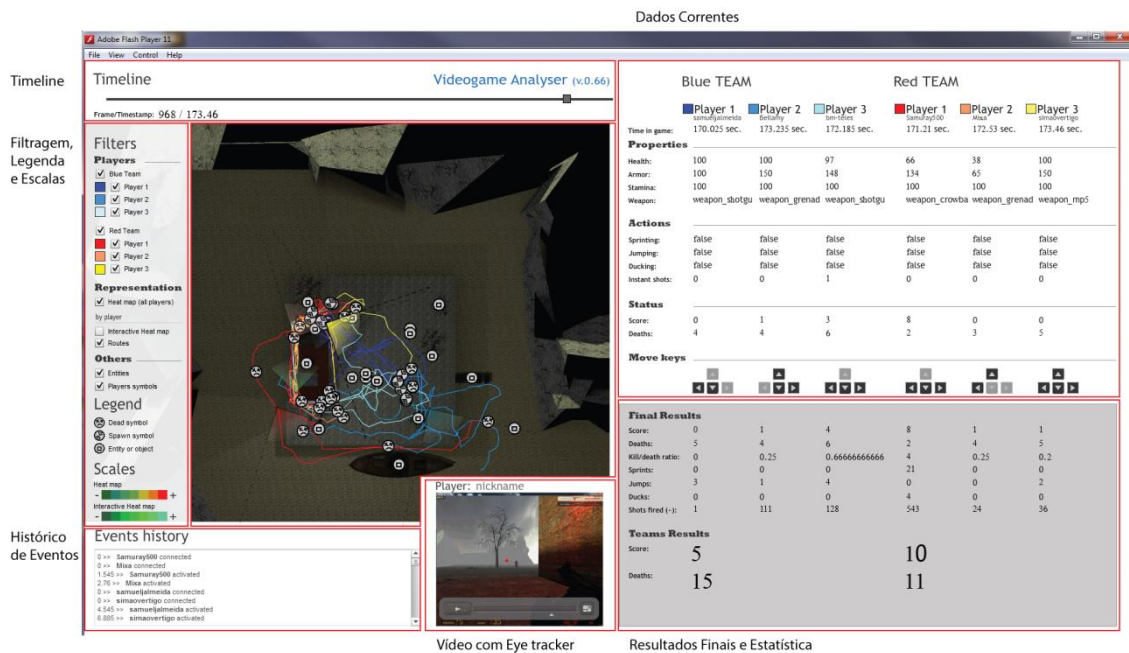 Dados Correntes
Adobe Flash Player 11
File View Control Help
Timeline
Timeline
Videogame Analyser (v.0.66)
Frame/Timestamp: 968 / 173.46
Filtragem,
Legenda
e Escalas
Filters
Players
Blue Team
Player 1
Player 2
Player 3
Red Team
Player 1
Player 2
Player 3
Representation
Heat map (all players)
by player
Interactive Heat map
Routes
Others
Entities
Players symbols
Legend
Dead symbol
Spawn symbol
Entity or object
Scales
Heat map
- +
Interactive Heat map
- +
Histórico
de Eventos
Events history
0 >> Samuray500 connected
0 >> Mixa connected
1.545 >> Samuray500 activated
2.76 >> Mixa activated
0 >> samueljalmeida connected
0 >> simaovertigo connected
4.545 >> samueljalmeida activated
6.885 >> simaovertigo activated
Player: nickname
Vídeo com Eye tracker
Blue TEAM Red TEAM
Player 1 Player 2 Player 3 Player 1 Player 2 Player 3
samueljalmeida Bellamy bm-teles Samuray500 Mixa simaovertigo
Time in game: 170.025 sec. 173.235 sec. 172.185 sec. 171.21 sec. 172.53 sec. 173.46 sec.
Properties
Health: 100 100 97 66 38 100
Armor: 100 150 148 134 65 150
Stamina: 100 100 100 100 100 100
Weapon: weapon_shotgu weapon_grenad weapon_shotgu weapon_crowba weapon_grenad weapon_mp5
Actions
Sprinting: false false false false false false
Jumping: false false false false false false
Ducking: false false false false false false
Instant shots: 0 0 1 0 0 0
Status
Score: 0 1 3 8 0 0
Deaths: 4 4 6 2 3 5
Move keys
Final Results
Score: 0 1 4 8 1 1
Deaths: 5 4 6 2 4 5
Kill/death ratio: 0 0.25 0.66666666666 4 0.25 0.2
Sprints: 0 0 0 21 0 0
Jumps: 3 1 4 0 0 2
Ducks: 0 0 0 4 0 0
Shots fired (~): 1 111 128 543 24 36
Teams Results
Score: 5 10
Deaths: 15 11
Resultados Finais e Estatística